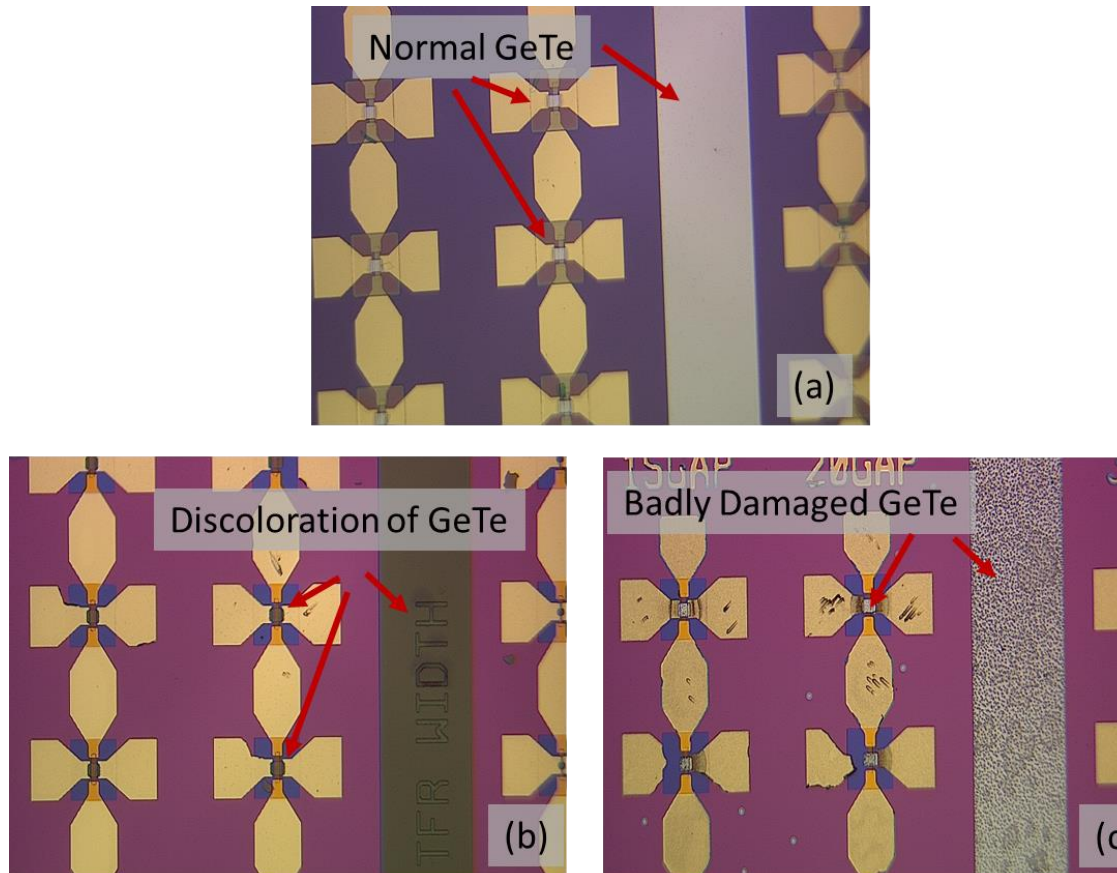 Normal GeTe
(a)
Discoloration of GeTe
TFR WIDTH
(b)
15GAP 20GAP
Badly Damaged GeTe
(c